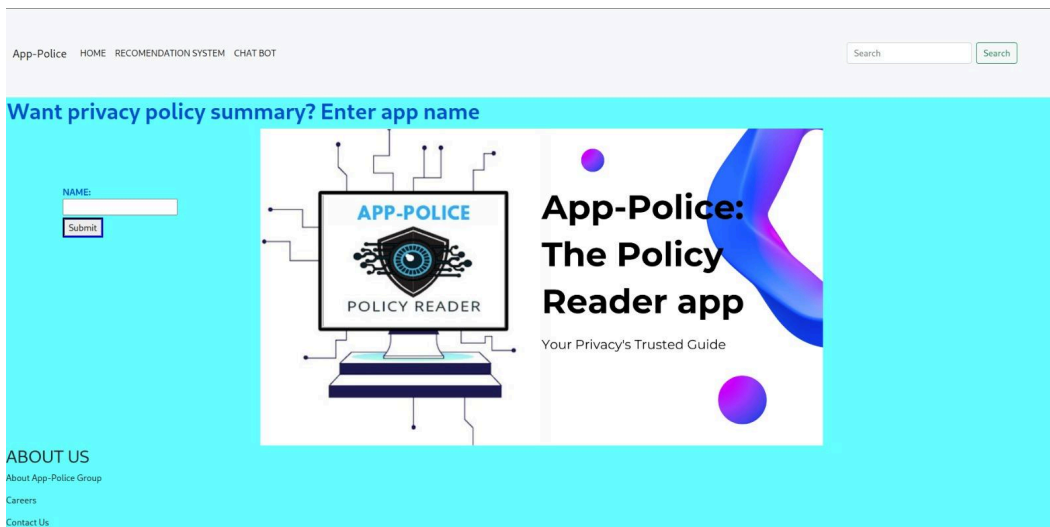 App-Police HOME RECOMENDATION SYSTEM CHAT BOT Search Search
Want privacy policy summary? Enter app name
NAME:
Submit
APP-POLICE
POLICY READER
App-Police:
The Policy
Reader app
Your Privacy's Trusted Guide
ABOUT US
About App-Police Group
Careers
Contact Us